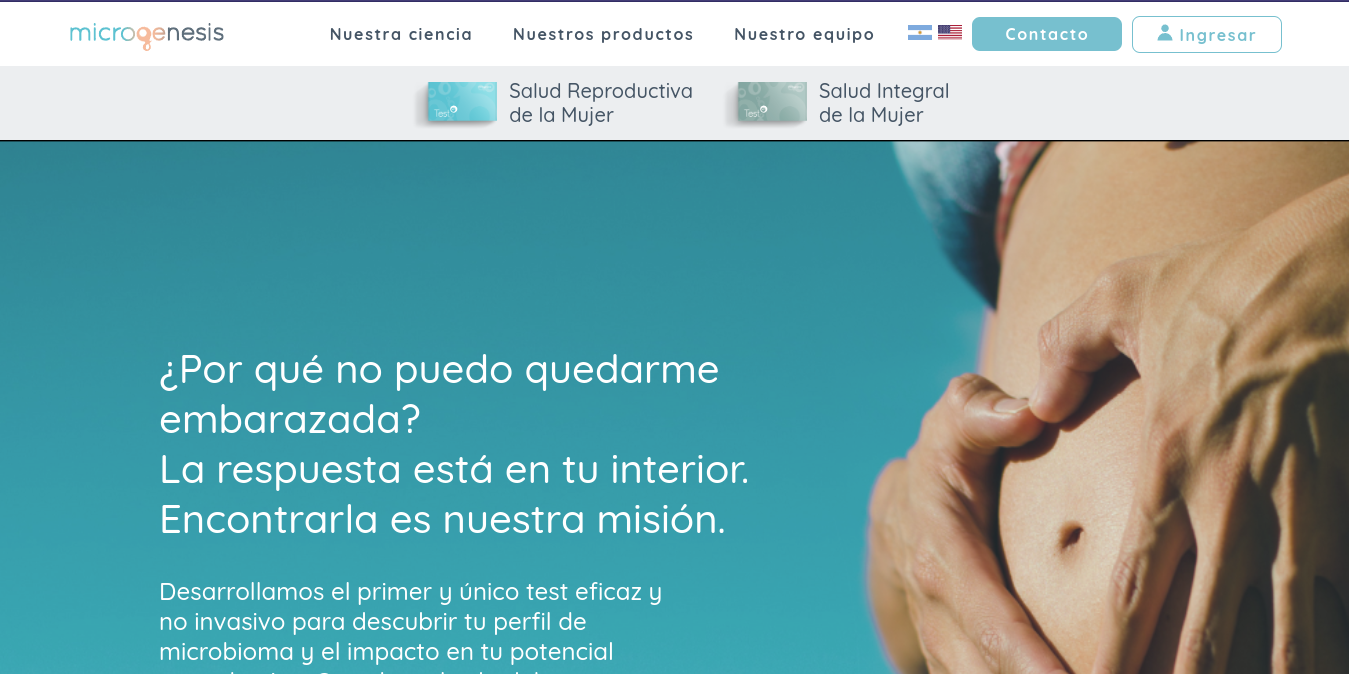 microgenesis
Nuestra ciencia
Nuestros productos
Nuestro equipo
Contacto
Ingresar
Test
Salud Reproductiva
de la Mujer
Test
Salud Integral
de la Mujer
¿Por qué no puedo quedarme
embarazada?
La respuesta está en tu interior.
Encontrarla es nuestra misión.
Desarrollamos el primer y único test eficaz y
no invasivo para descubrir tu perfil de
microbioma y el impacto en tu potencial